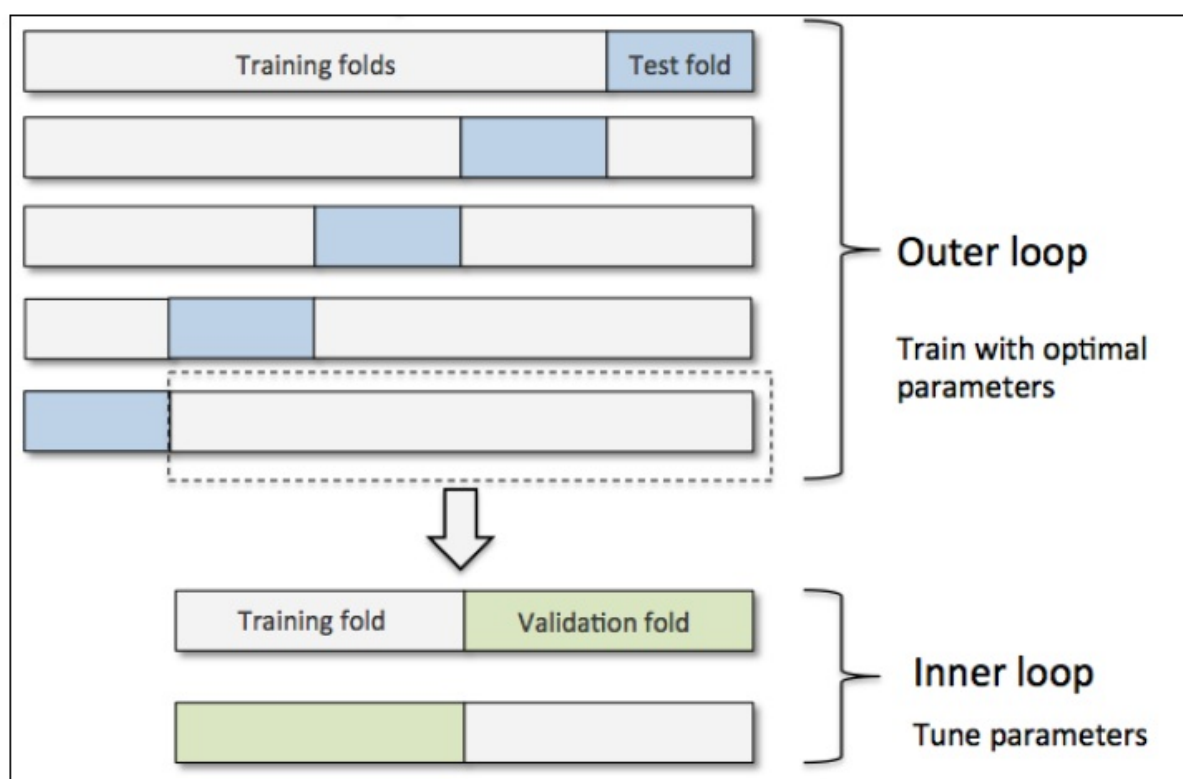 Training folds
Test fold
Outer loop
Train with optimal
parameters
Training fold
Validation fold
Inner loop
Tune parameters